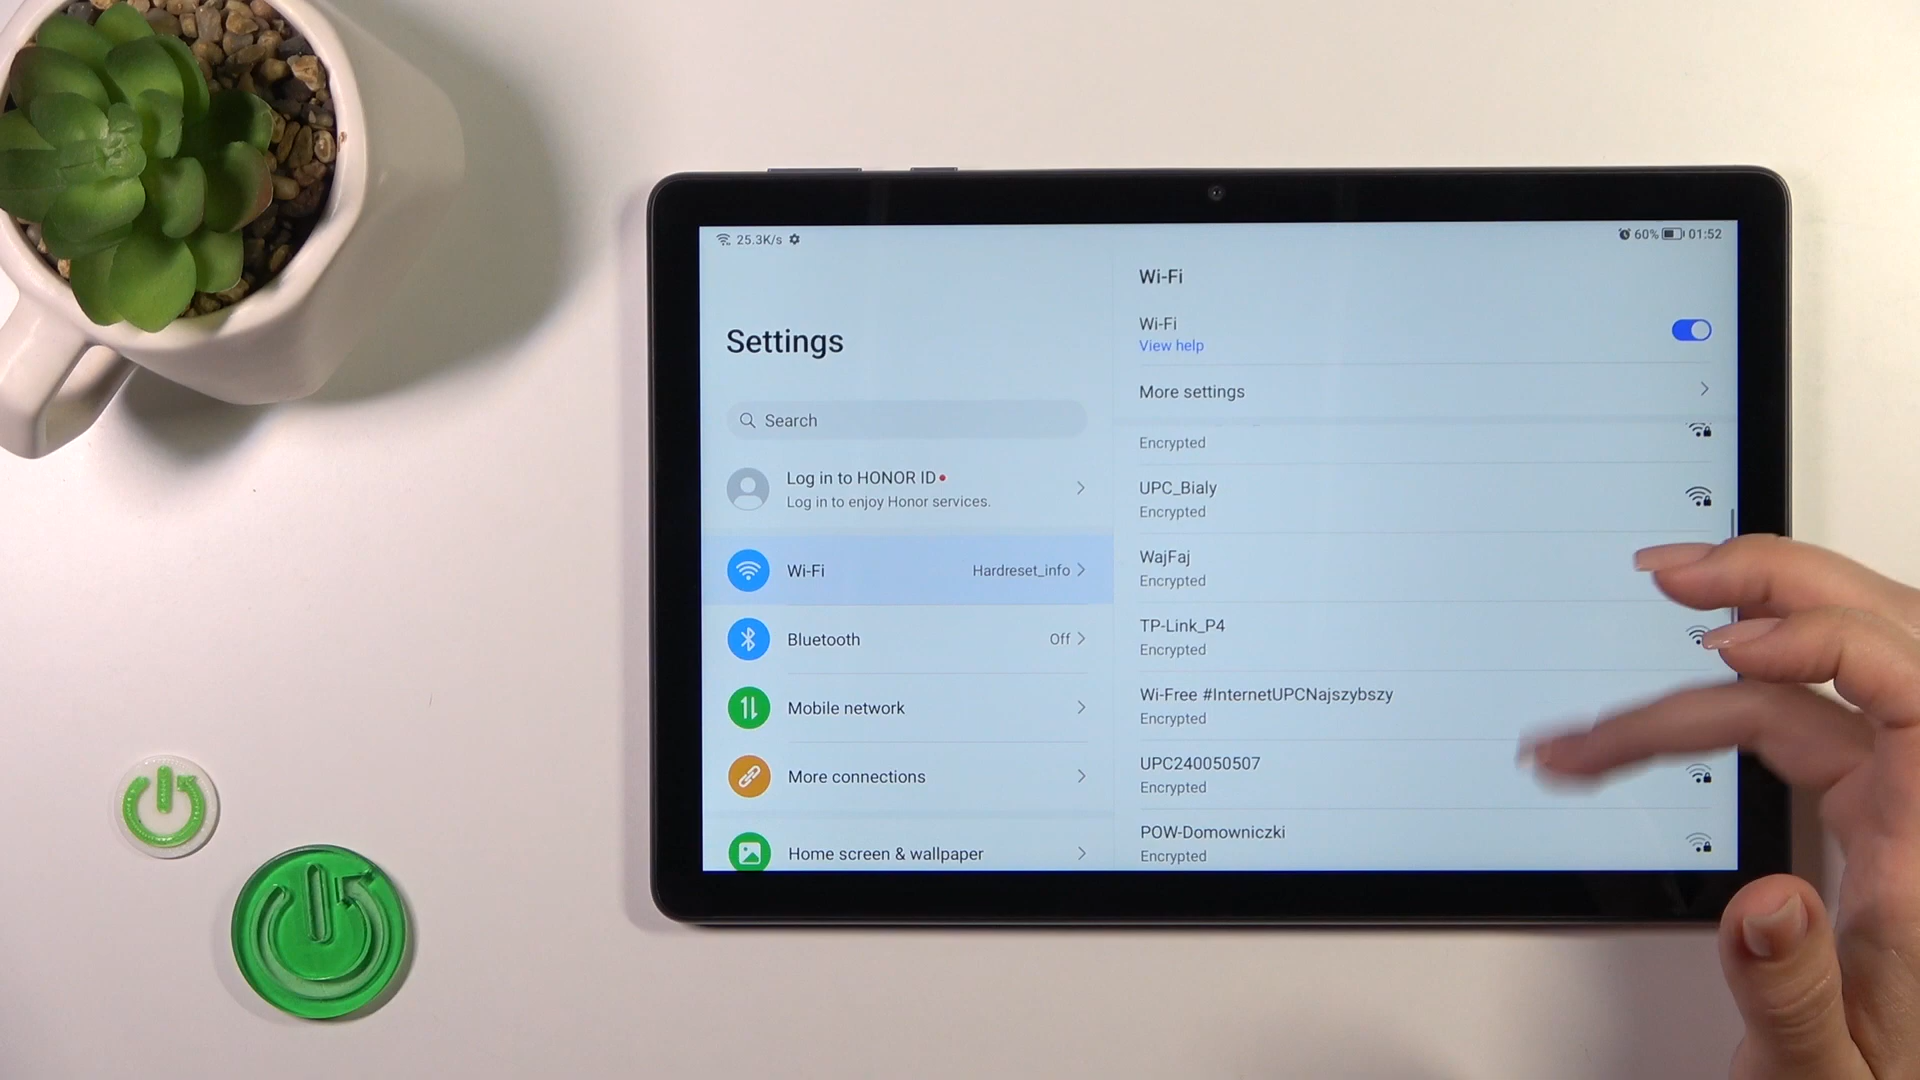 25.3K/s
60% 01:52
Settings
Search
Log in to HONOR ID
Log in to enjoy Honor services.
Wi-Fi Hardreset_info
Bluetooth Off
Mobile network
More connections
Home screen & wallpaper
Wi-Fi
Wi-Fi
View help
More settings
Encrypted
UPC_Bialy
Encrypted
WajFaj
Encrypted
TP-Link_P4
Encrypted
Wi-Free #InternetUPCNajszybszy
Encrypted
UPC240050507
Encrypted
POW-Domowniczki
Encrypted